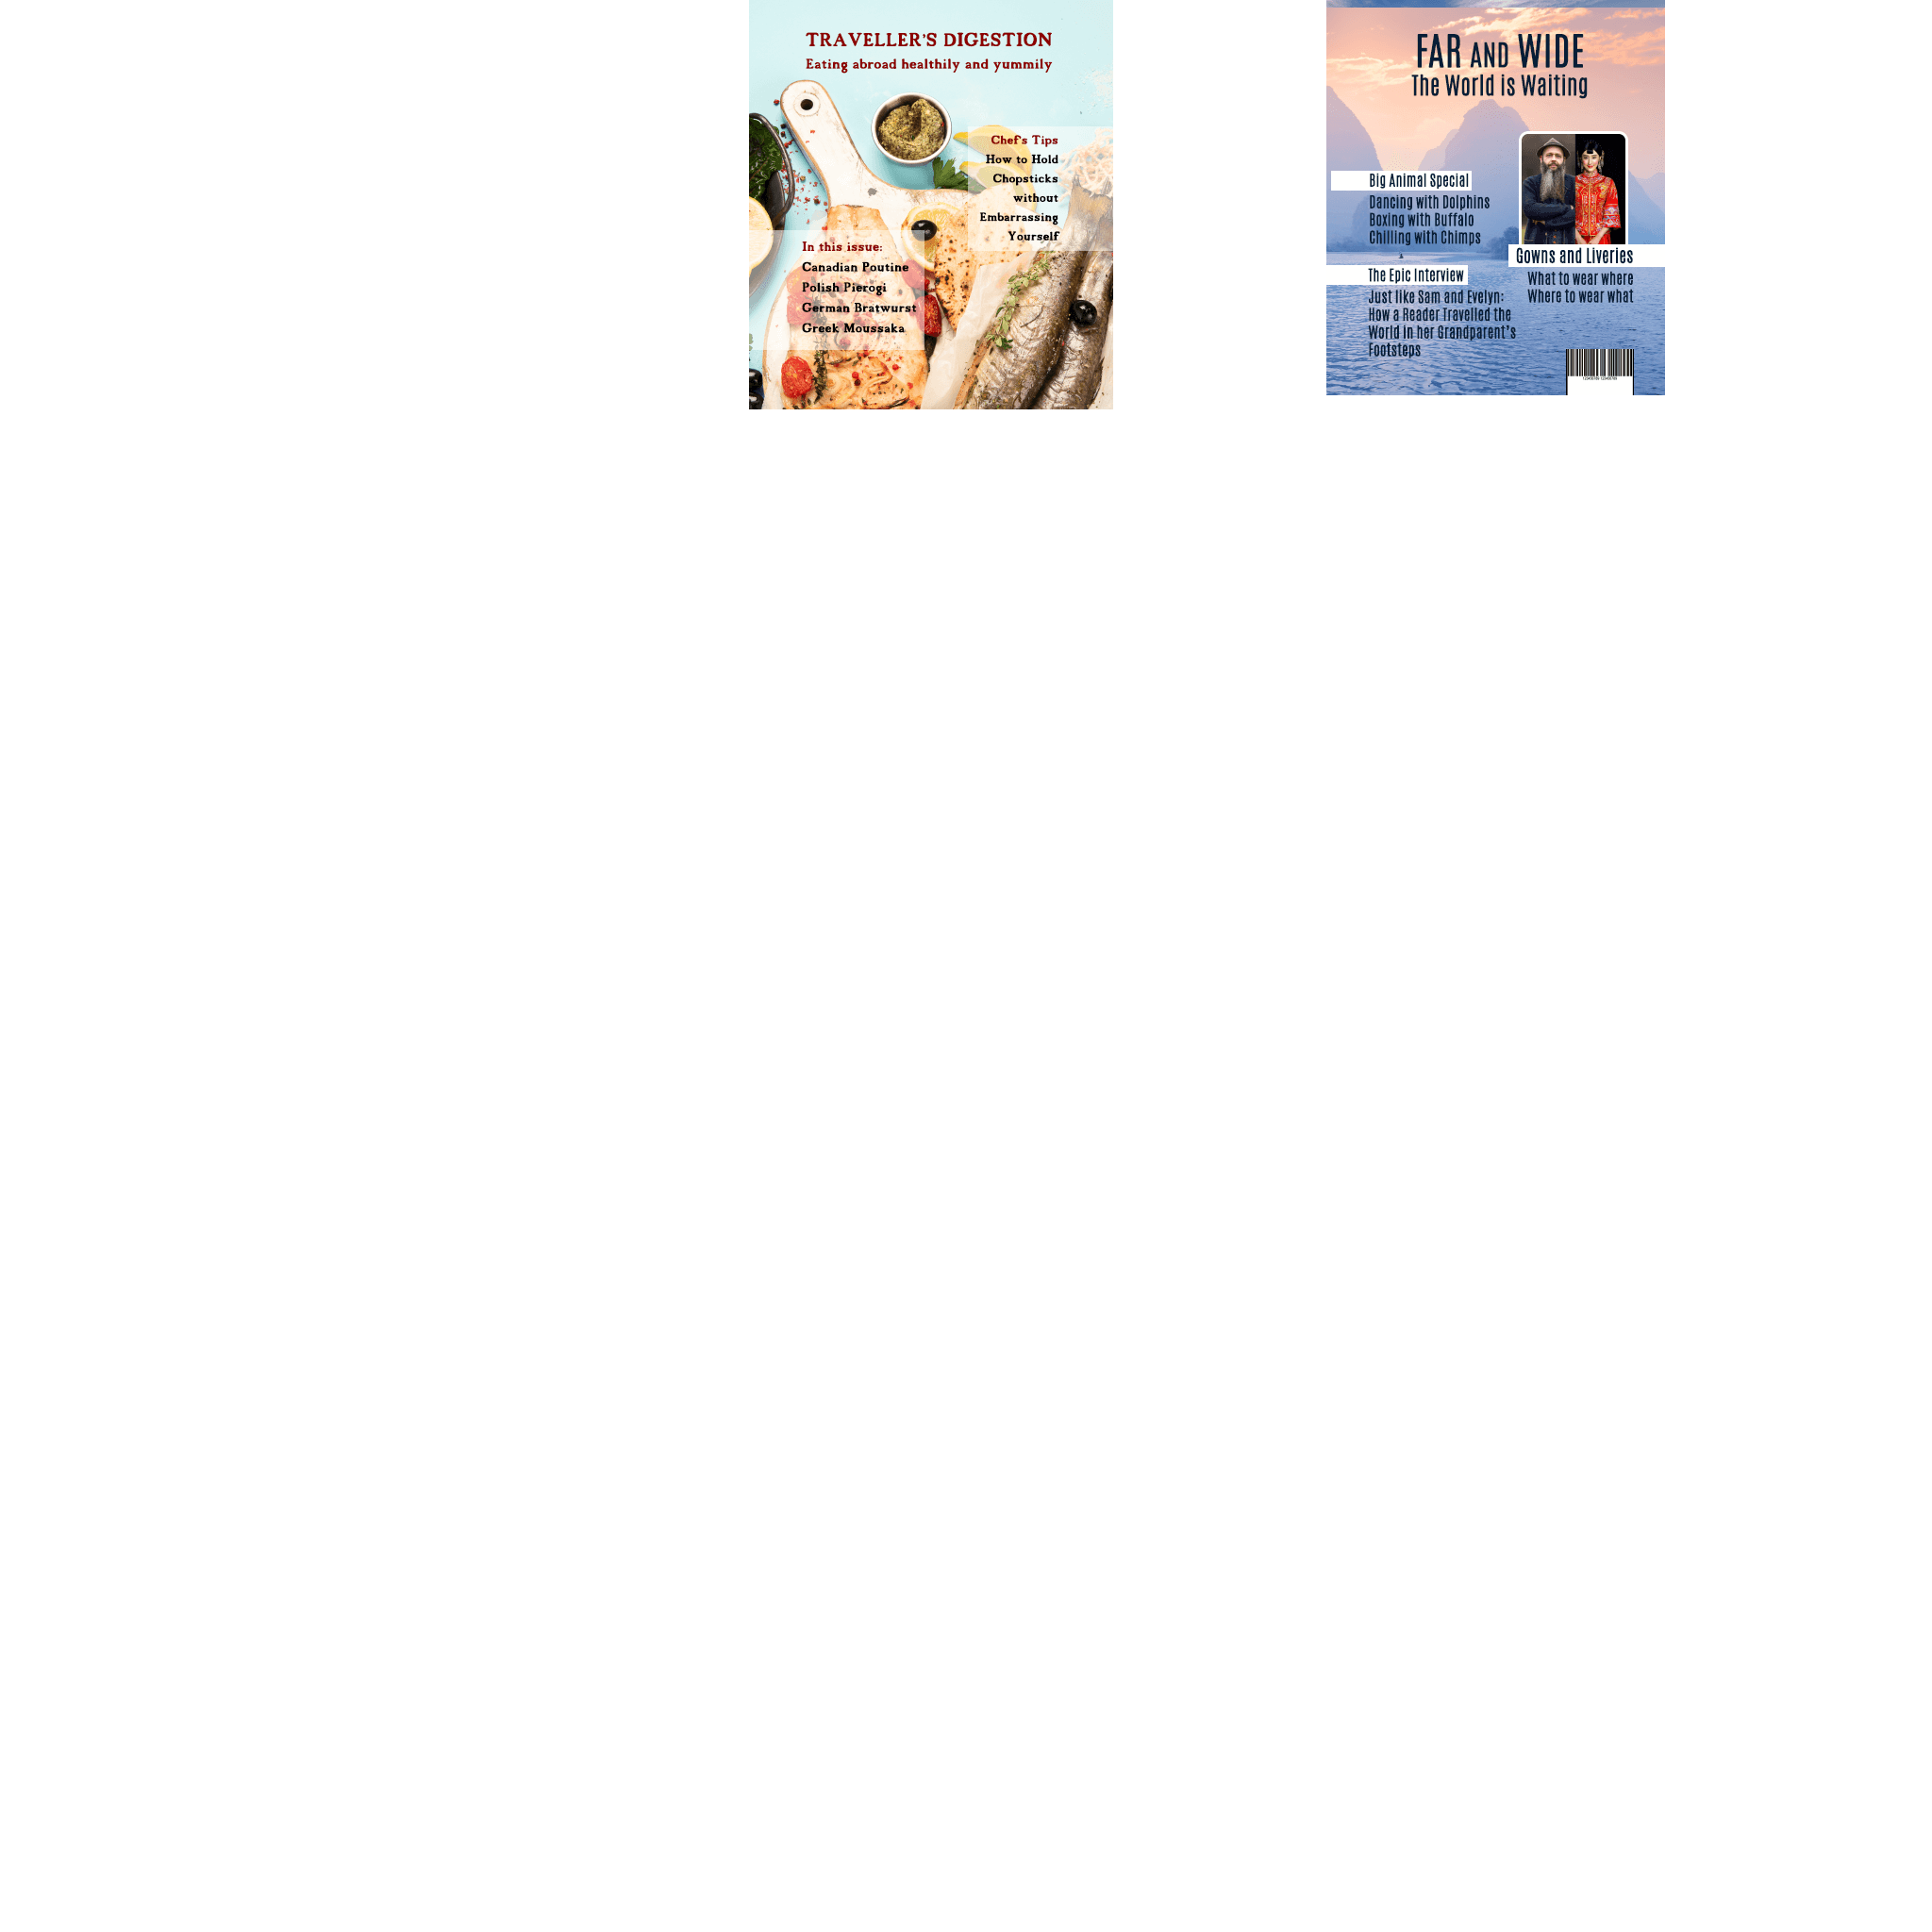 TRAVELLER'S DIGESTION
Eating abroad healthily and yummily
Chef's Tips
How to Hold
Chopsticks
without
Embarrassing
Yourself
In this issue:
Canadian Poutine
Polish Pierogi
German Bratwurst
Greek Moussaka
FAR AND WIDE
The World is Waiting
Big Animal Special
Dancing with Dolphins
Boxing with Buffalo
Chilling with Chimps
Gowns and Liveries
What to wear where
Where to wear what
The Epic Interview
Just like Sam and Evelyn:
How a Reader Travelled the
World in her Grandparent's
Footsteps